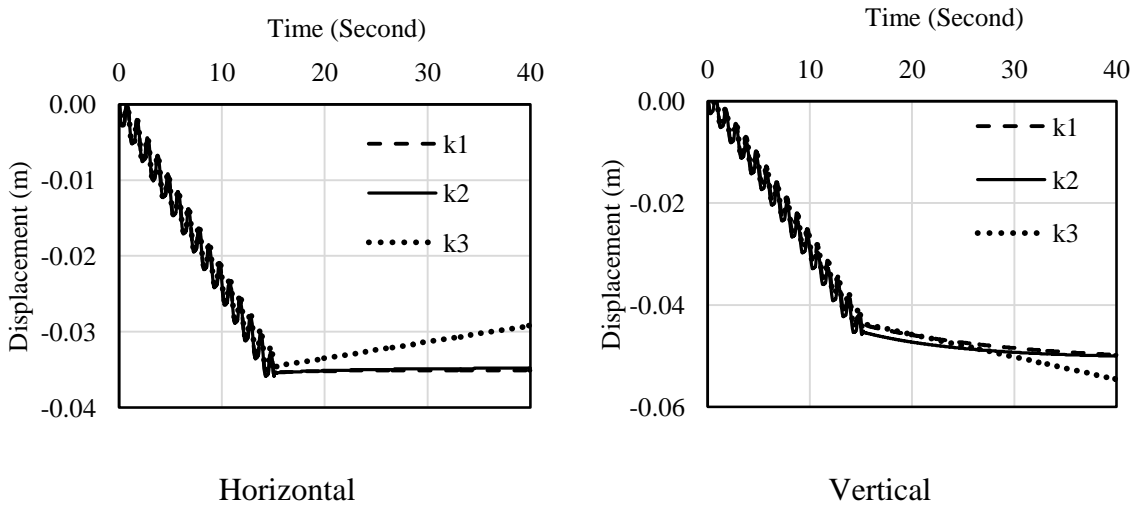 Time (Second)
0 10 20 30 40
0.00
-0.01
-0.02
-0.03
-0.04
Displacement (m)
k1
k2
k3
Horizontal
Time (Second)
0 10 20 30 40
0.00
-0.02
-0.04
-0.06
Displacement (m)
k1
k2
k3
Vertical